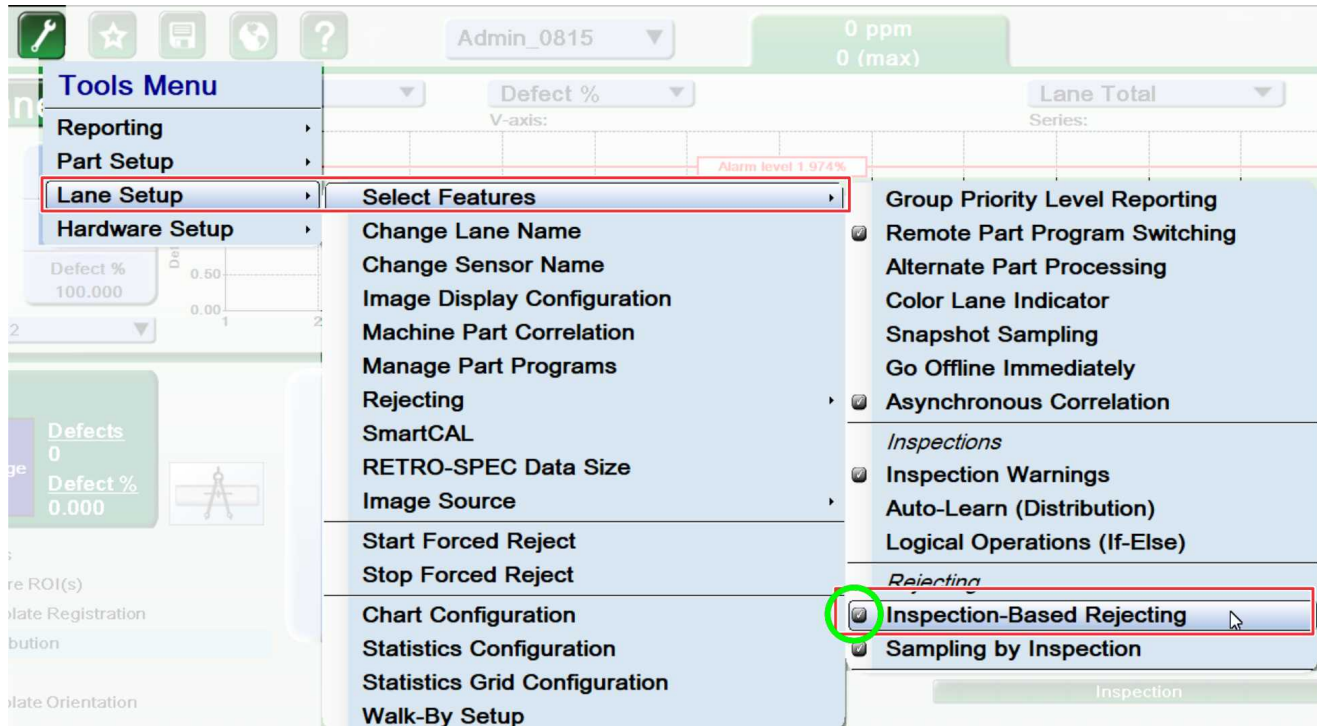 Admin_0815
0 ppm
0 (max)
Tools Menu
Defect %
Lane Total
V-axis:
Series:
Reporting
Part Setup
Alarm level 1.974%
Lane Setup
Hardware Setup
Select Features
Change Lane Name
Change Sensor Name
Image Display Configuration
Machine Part Correlation
Manage Part Programs
Rejecting
SmartCAL
RETRO-SPEC Data Size
Image Source
Start Forced Reject
Stop Forced Reject
Chart Configuration
Statistics Configuration
Statistics Grid Configuration
Walk-By Setup
Group Priority Level Reporting
Remote Part Program Switching
Alternate Part Processing
Color Lane Indicator
Snapshot Sampling
Go Offline Immediately
Asynchronous Correlation
Inspections
Inspection Warnings
Auto-Learn (Distribution)
Logical Operations (If-Else)
Rejecting
Inspection-Based Rejecting
Sampling by Inspection
Defect %
100.000
0.50
0.00
1
2
2
Defects
0
Defect %
0.000
re ROI(s)
plate Registration
bution
plate Orientation
Inspection